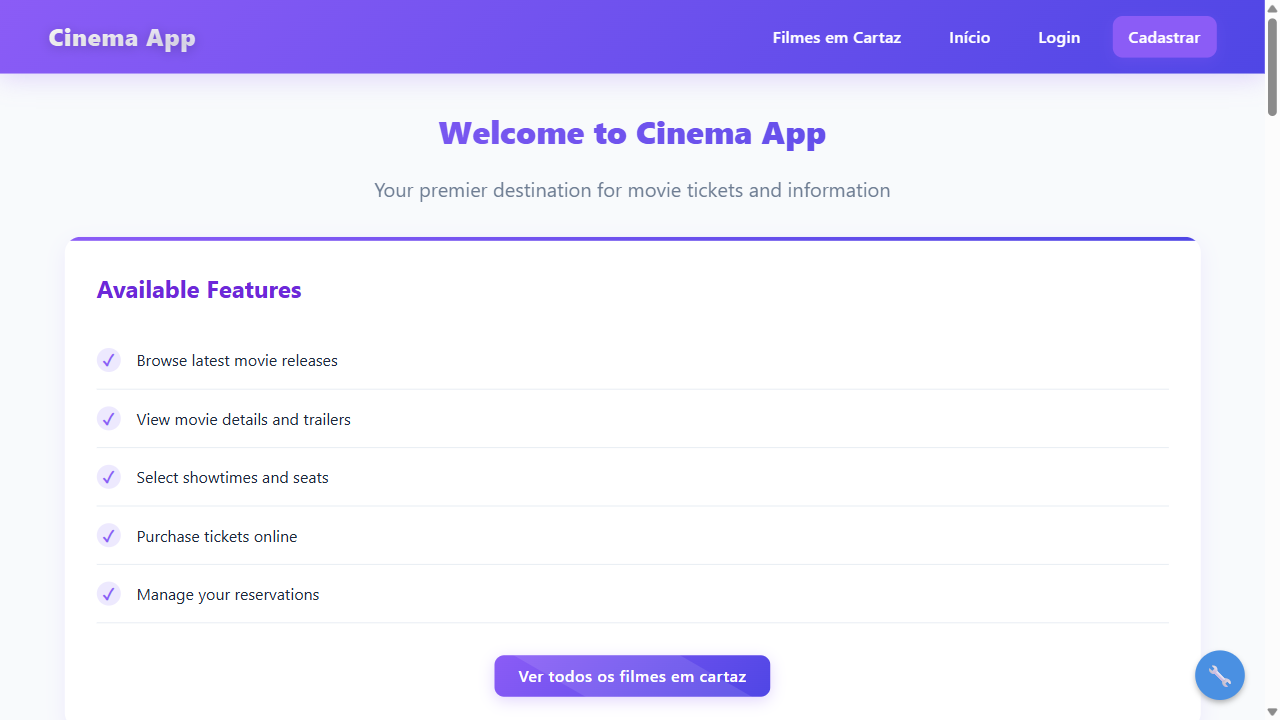 Cinema App
Filmes em Cartaz
Início
Login
Cadastrar
Welcome to Cinema App
Your premier destination for movie tickets and information
Available Features
Browse latest movie releases
View movie details and trailers
Select showtimes and seats
Purchase tickets online
Manage your reservations
Ver todos os filmes em cartaz